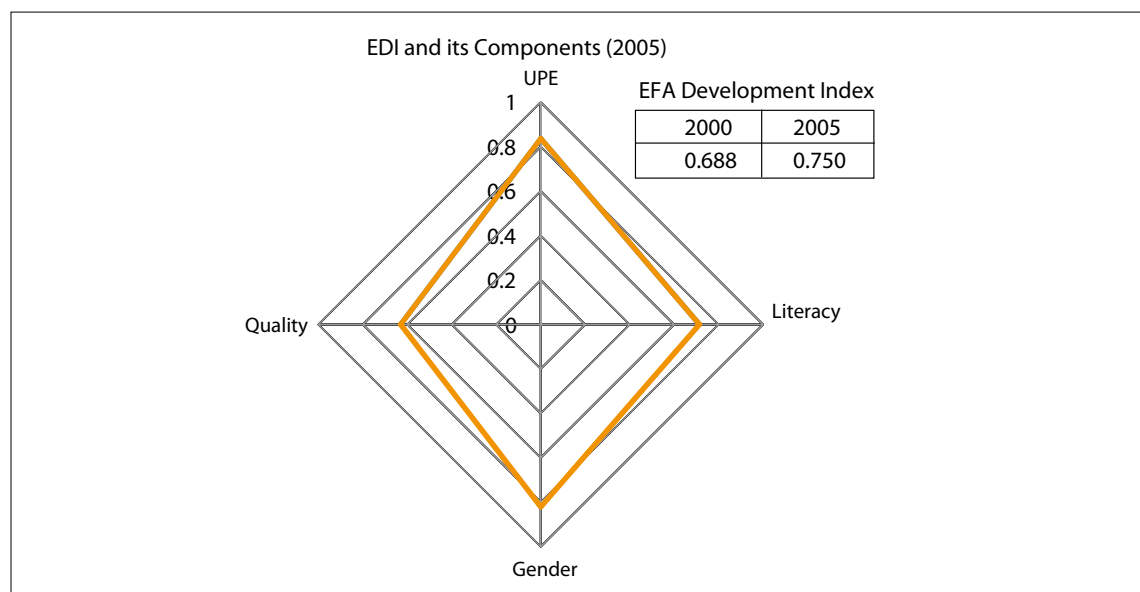 EDI and its Components (2005)
UPE
EFA Development Index
2000 2005
0.688 0.750
1
0.8
0.6
0.4
0.2
0
Quality
Literacy
Gender